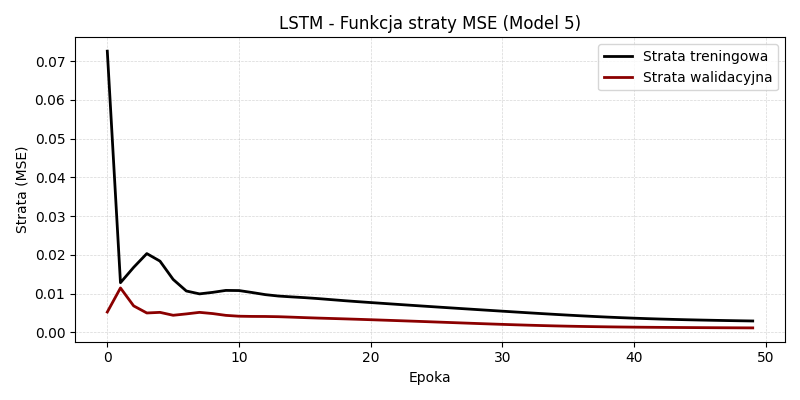 LSTM - Funkcja straty MSE (Model 5)
Strata treningowa
Strata walidacyjna
Strata (MSE)
0.07
0.06
0.05
0.04
0.03
0.02
0.01
0.00
0 10 20 30 40 50
Epoka